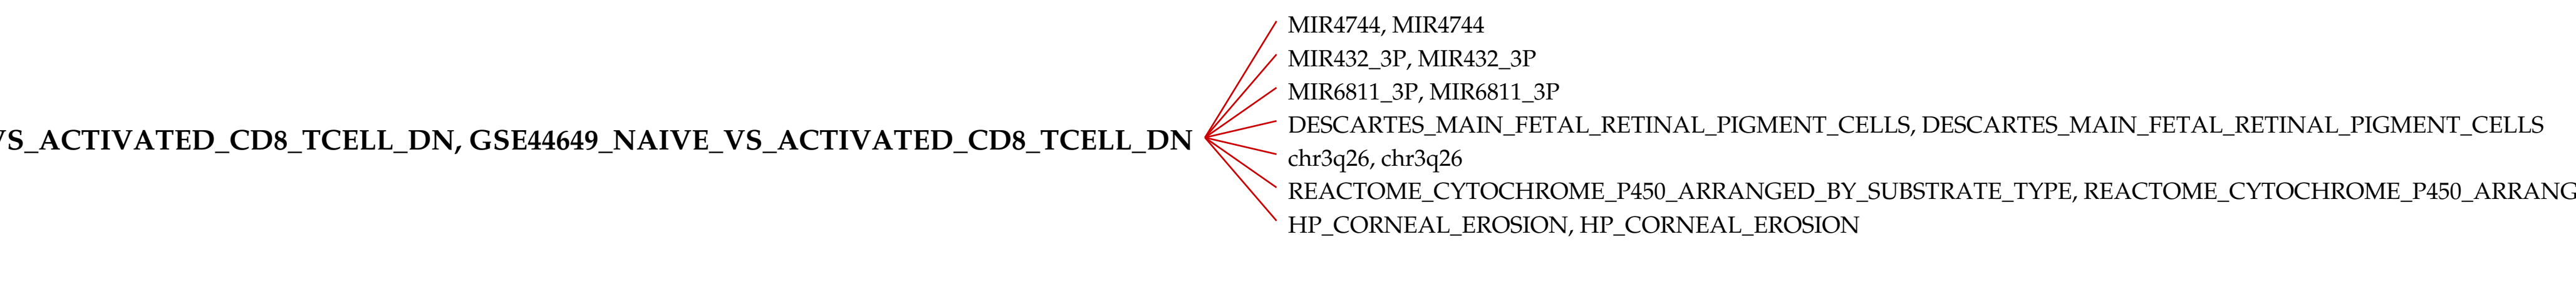 MIR4744, MIR4744
MIR432_3P, MIR432_3P
MIR6811_3P, MIR6811_3P
DESCARTES_MAIN_FETAL_RETINAL_PIGMENT_CELLS, DESCARTES_MAIN_FETAL_RETINAL_PIGMENT_CELLS
VS_ACTIVATED_CD8_TCELL_DN, GSE44649_NAIVE_VS_ACTIVATED_CD8_TCELL_DN
chr3q26, chr3q26
REACTOME_CYTOCHROME_P450_ARRANGED_BY_SUBSTRATE_TYPE, REACTOME_CYTOCHROME_P450_ARRANG
HP_CORNEAL_EROSION, HP_CORNEAL_EROSION